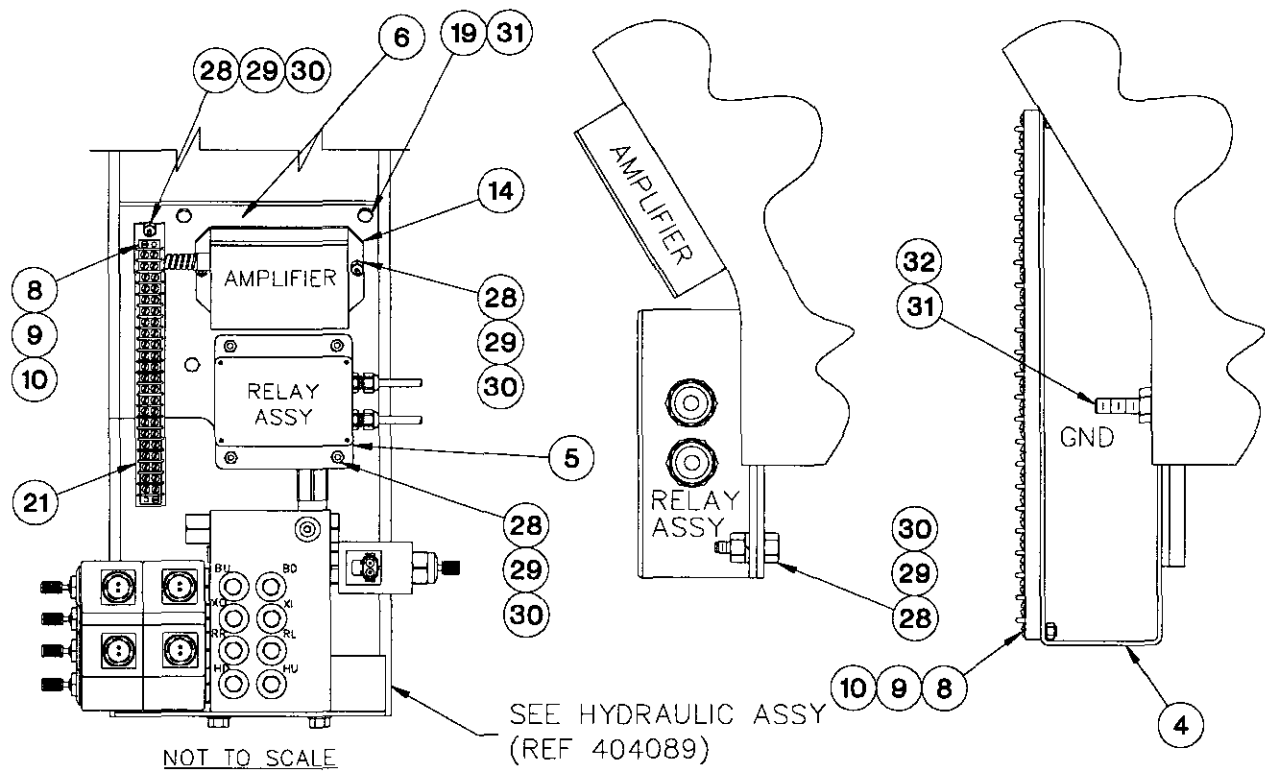 6
19 31
28 29 30
14
8
9
10
AMPLIFIER
28
29
30
RELAY
ASSY
5
21
28
29
30
BU BD
XO XI
RR RL
HD HU
SEE HYDRAULIC ASSY
(REF 404089)
NOT TO SCALE
AMPLIFIER
RELAY
ASSY
30
29
28
32
31
GND
10 9 8
4